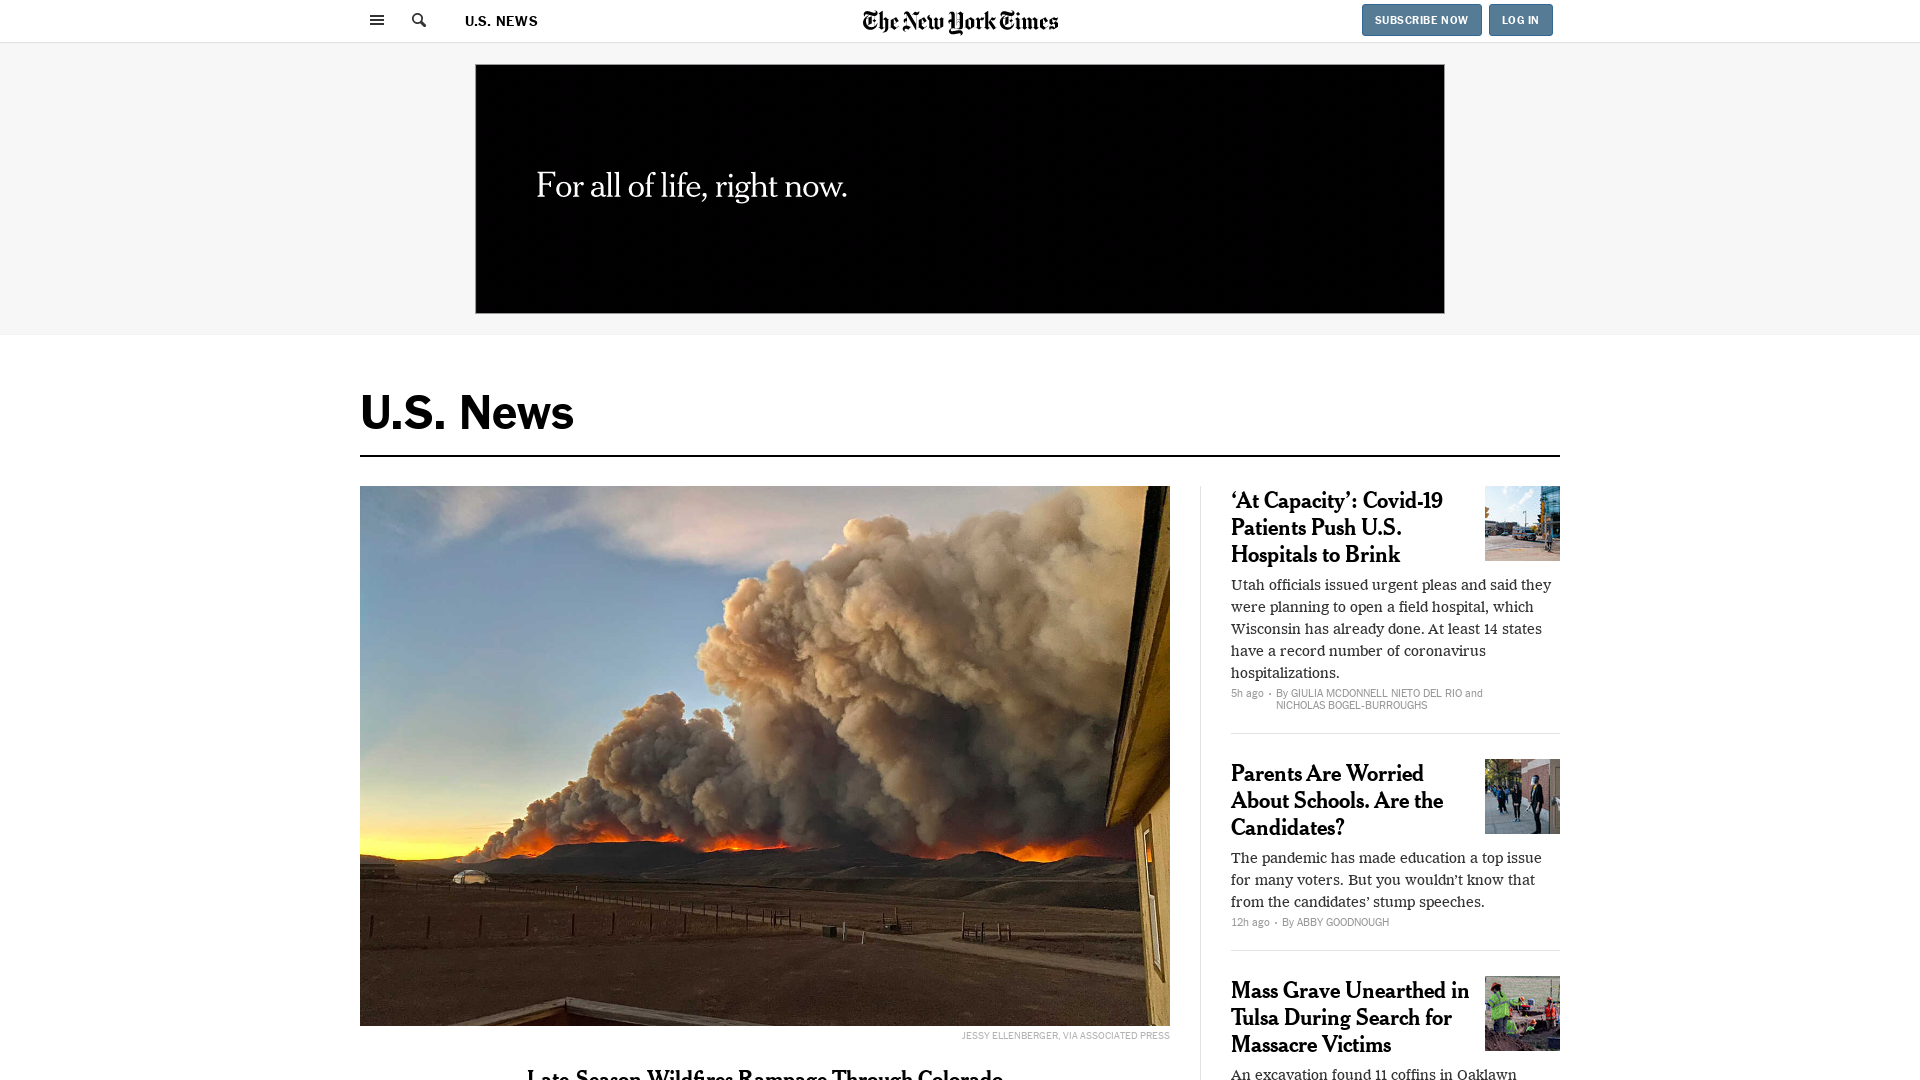 U.S. NEWS
The New York Times
SUBSCRIBE NOW
LOG IN
For all of life, right now.
U.S. News
JESSY ELLENBERGER, VIA ASSOCIATED PRESS
Late-Season Wildfires Rampage Through Colorado
‘At Capacity’: Covid-19
Patients Push U.S.
Hospitals to Brink
Utah officials issued urgent pleas and said they
were planning to open a field hospital, which
Wisconsin has already done. At least 14 states
have a record number of coronavirus
hospitalizations.
5h ago · By GIULIA MCDONNELL NIETO DEL RIO and
NICHOLAS BOGEL-BURROUGHS
Parents Are Worried
About Schools. Are the
Candidates?
The pandemic has made education a top issue
for many voters. But you wouldn’t know that
from the candidates’ stump speeches.
12h ago · By ABBY GOODNOUGH
Mass Grave Unearthed in
Tulsa During Search for
Massacre Victims
An excavation found 11 coffins in Oaklawn